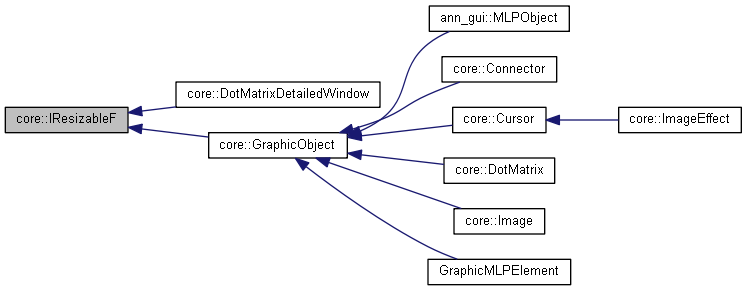 ann_gui::MLPObject
core::Connector
core::DotMatrixDetailedWindow
core::IResizableF
core::Cursor
core::ImageEffect
core::GraphicObject
core::DotMatrix
core::Image
GraphicMLPElement